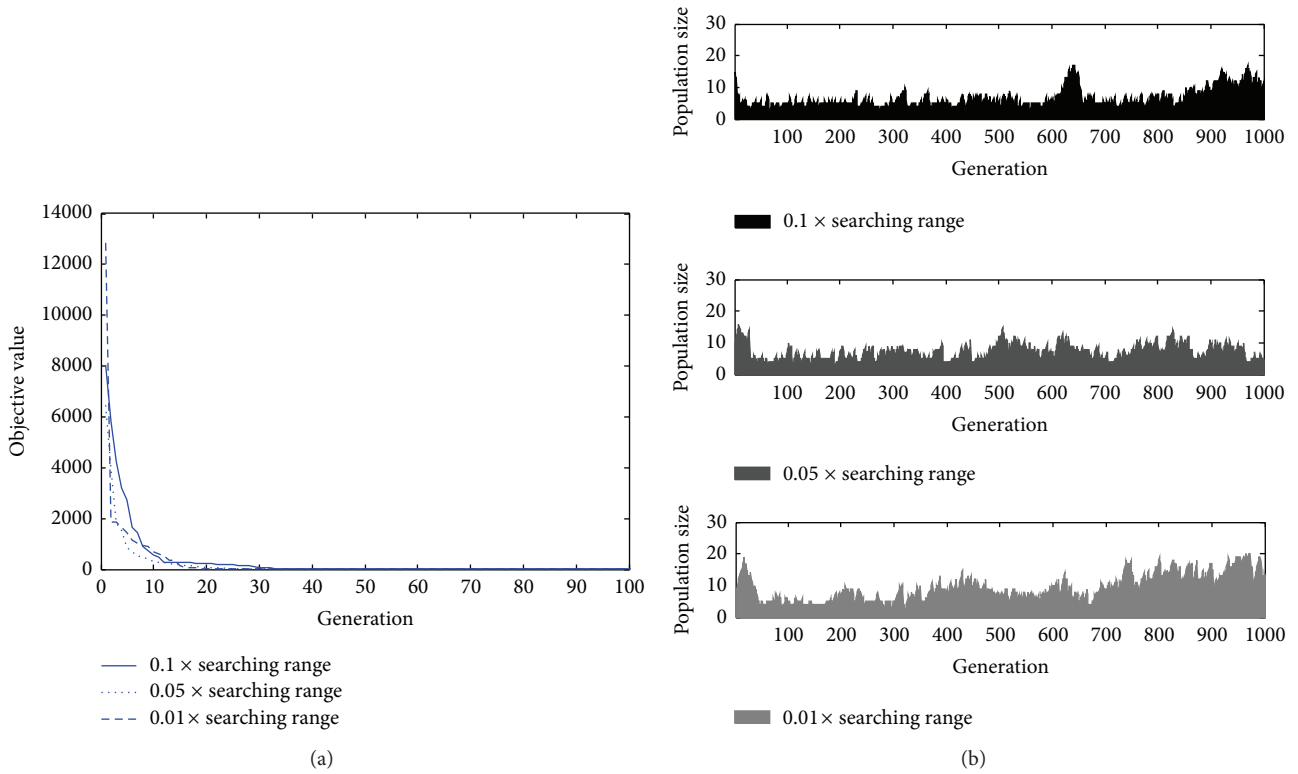 14000
12000
10000
8000
6000
4000
2000
0
Objective value
0 10 20 30 40 50 60 70 80 90 100
Generation
0.1 × searching range
0.05 × searching range
0.01× searching range
(a)
30
20
10
0
Population size
100 200 300 400 500 600 700 800 900 1000
Generation
0.1 × searching range
30
20
10
0
Population size
100 200 300 400 500 600 700 800 900 1000
Generation
0.05 × searching range
30
20
10
0
Population size
100 200 300 400 500 600 700 800 900 1000
Generation
0.01× searching range
(b)